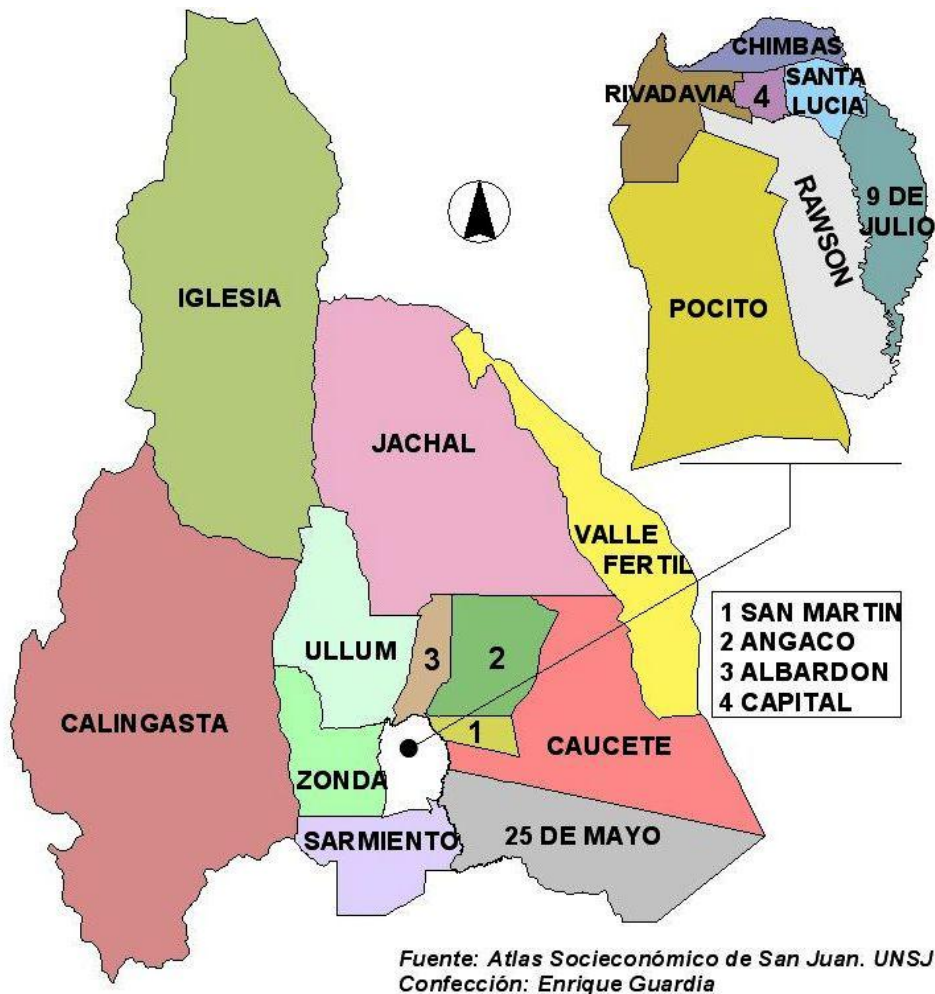 CHIMBAS
RIVADAVIA
4
SANTA
LUCIA
9 DE
JULIO
RAWSON
POCITO
IGLESIA
JACHAL
VALLE
FERTIL
ULLUM
3
2
1
CALINGASTA
ZONDA
CAUCETE
SARMIENTO
25 DE MAYO
1 SAN MARTIN
2 ANGACO
3 ALBARDON
4 CAPITAL
Fuente: Atlas Socieconómico de San Juan. UNSJ
Confección: Enrique Guardia